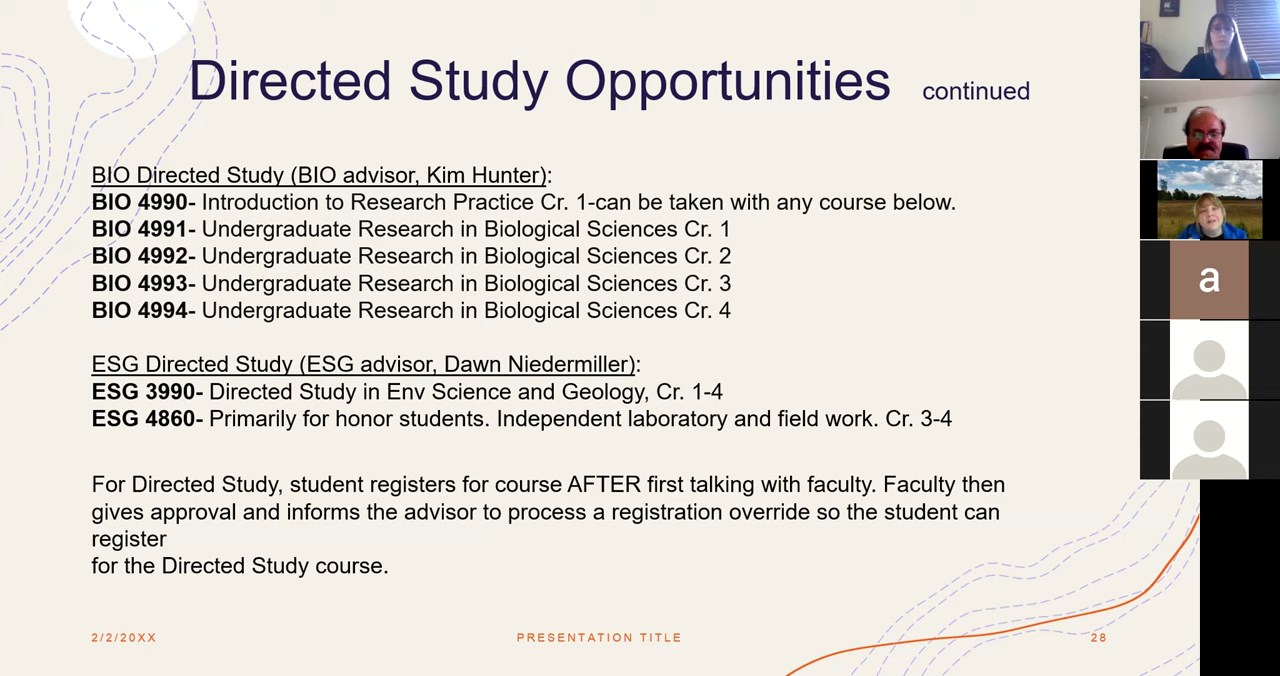 Directed Study Opportunities continued
BIO Directed Study (BIO advisor, Kim Hunter):
BIO 4990- Introduction to Research Practice Cr. 1-can be taken with any course below.
BIO 4991- Undergraduate Research in Biological Sciences Cr. 1
BIO 4992- Undergraduate Research in Biological Sciences Cr. 2
BIO 4993- Undergraduate Research in Biological Sciences Cr. 3
BIO 4994- Undergraduate Research in Biological Sciences Cr. 4
ESG Directed Study (ESG advisor, Dawn Niedermiller):
ESG 3990- Directed Study in Env Science and Geology, Cr. 1-4
ESG 4860- Primarily for honor students. Independent laboratory and field work. Cr. 3-4
For Directed Study, student registers for course AFTER first talking with faculty. Faculty then
gives approval and informs the advisor to process a registration override so the student can
register
for the Directed Study course.
2/2/20XX
PRESENTATION TITLE
28
a